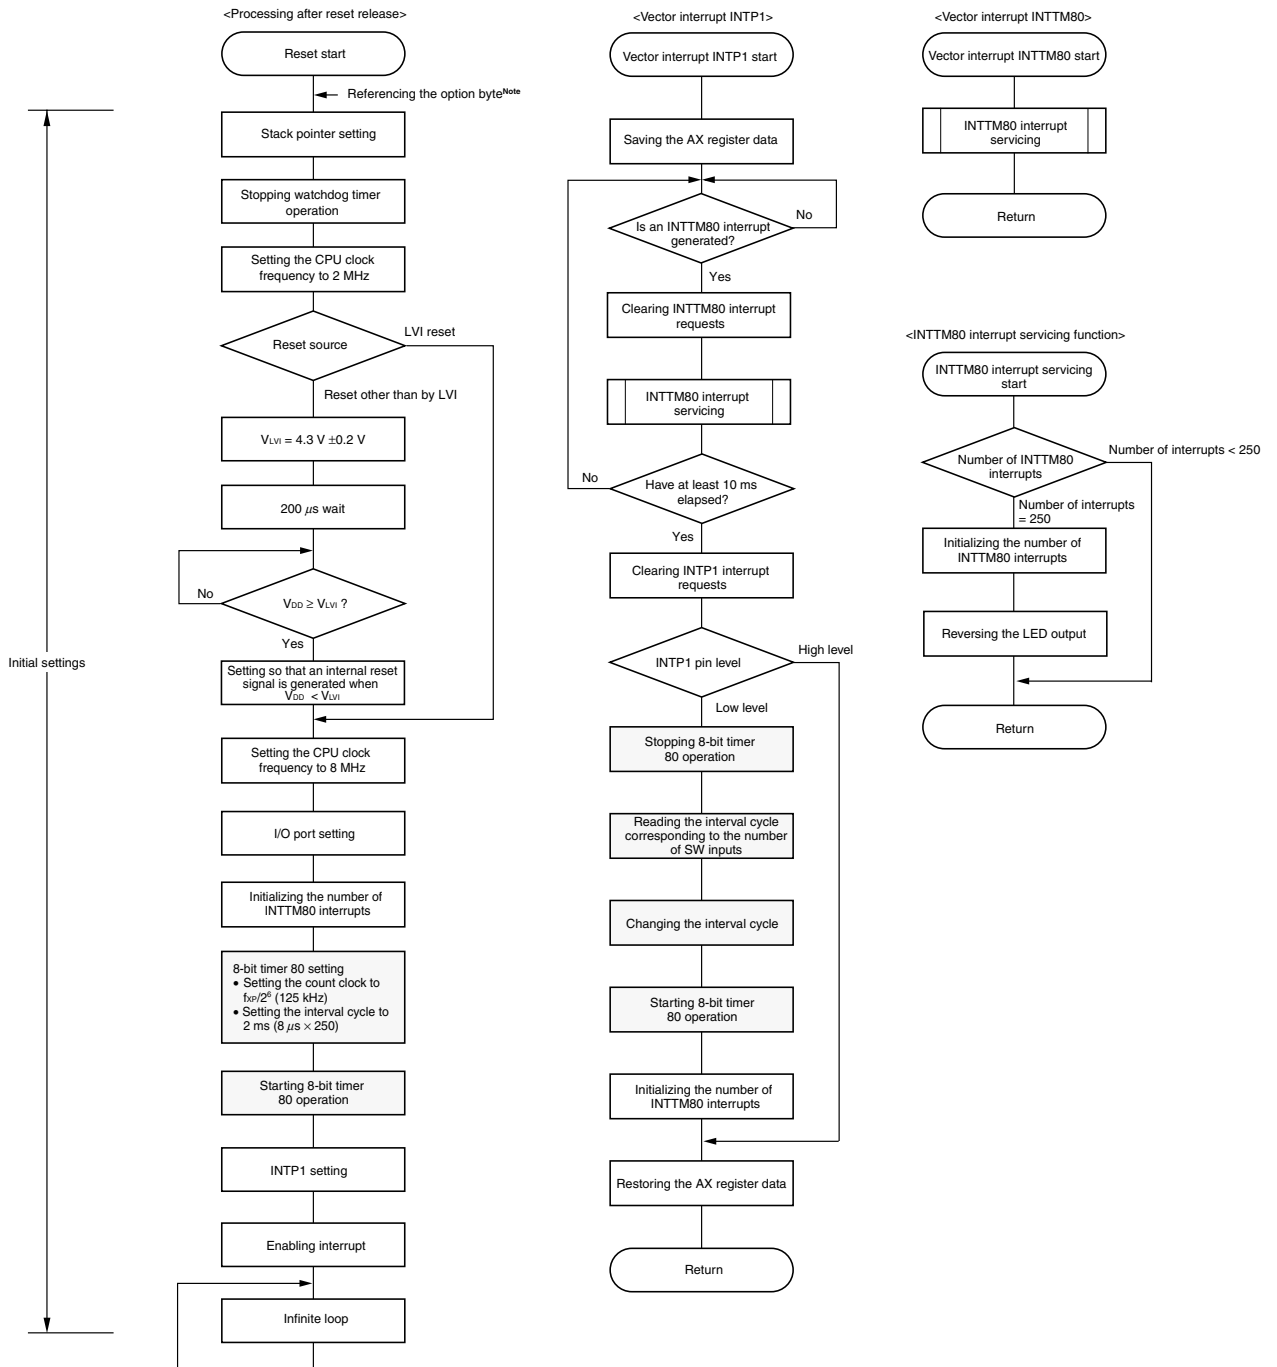 <Processing after reset release>
Reset start
Referencing the option byteNote
Stack pointer setting
Stopping watchdog timer
operation
Setting the CPU clock
frequency to 2 MHz
Reset source
LVI reset
Reset other than by LVI
VLVI = 4.3 V ±0.2 V
200 μs wait
No
VDD ≥ VLVI ?
Yes
Initial settings
Setting so that an internal reset
signal is generated when
VDD < VLVI
Setting the CPU clock
frequency to 8 MHz
I/O port setting
Initializing the number of
INTTM80 interrupts
8-bit timer 80 setting
• Setting the count clock to
fXP/2⁶ (125 kHz)
• Setting the interval cycle to
2 ms (8 μs × 250)
Starting 8-bit timer
80 operation
INTP1 setting
Enabling interrupt
Infinite loop
<Vector interrupt INTP1>
Vector interrupt INTP1 start
Saving the AX register data
Is an INTTM80 interrupt
generated?
No
Yes
Clearing INTTM80 interrupt
requests
INTTM80 interrupt
servicing
No
Have at least 10 ms
elapsed?
Yes
Clearing INTP1 interrupt
requests
INTP1 pin level
High level
Low level
Stopping 8-bit timer
80 operation
Reading the interval cycle
corresponding to the number
of SW inputs
Changing the interval cycle
Starting 8-bit timer
80 operation
Initializing the number of
INTTM80 interrupts
Restoring the AX register data
Return
<Vector interrupt INTTM80>
Vector interrupt INTTM80 start
INTTM80 interrupt
servicing
Return
<INTTM80 interrupt servicing function>
INTTM80 interrupt servicing
start
Number of INTTM80
interrupts
Number of interrupts < 250
Number of interrupts
= 250
Initializing the number of
INTTM80 interrupts
Reversing the LED output
Return